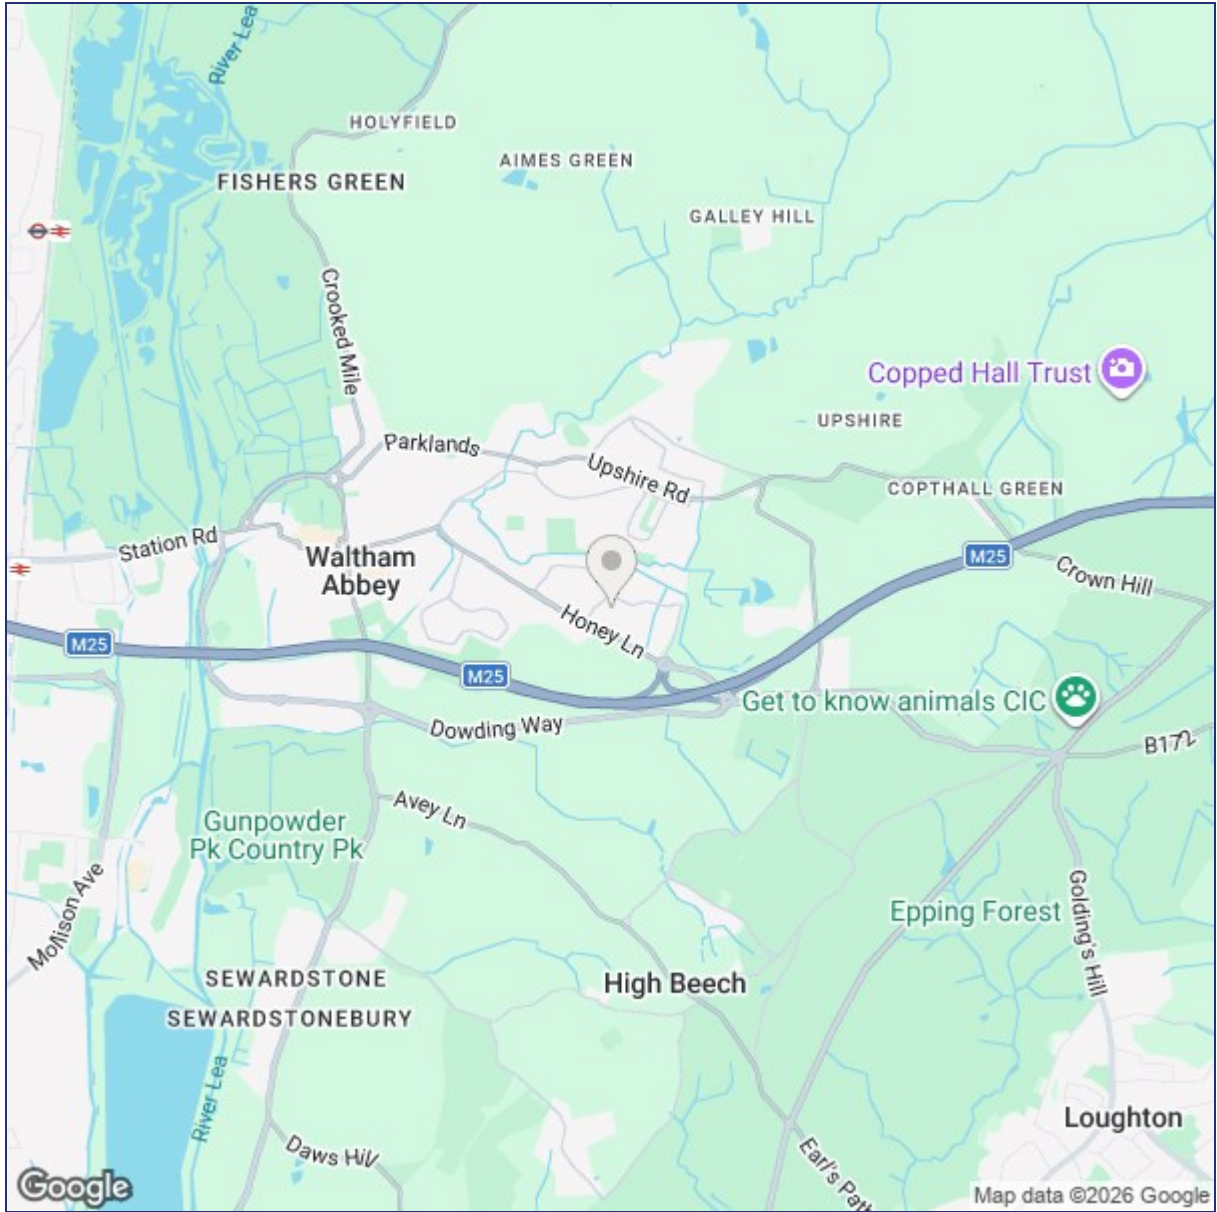 River Lea
HOLYFIELD
AIMES GREEN
FISHERS GREEN
GALLEY HILL
Crooked Mile
Copped Hall Trust
UPSHIRE
Parklands
Upshire Rd
COPTHALL GREEN
Station Rd
Waltham
Abbey
M25
Crown Hill
Honey Ln
M25
M25
Get to know animals CIC
Dowding Way
B172
Avey Ln
Gunpowder
Pk Country Pk
Mollison Ave
Golding's Hill
Epping Forest
SEWARDSTONE
High Beech
SEWARDSTONEBURY
River Lea
Loughton
Daws Hill
Earl's Path
Google
Map data ©2026 Google